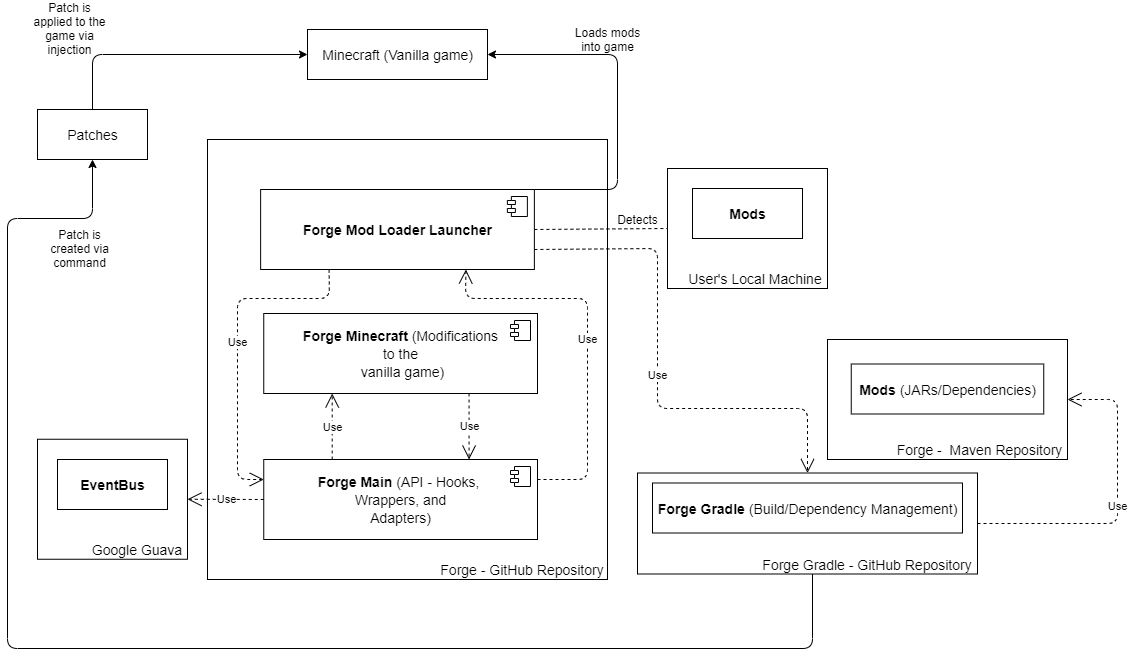 Patch is
applied to the
game via
injection
Minecraft (Vanilla game)
Loads mods
into game
Patches
Patch is
created via
command
Forge Mod Loader Launcher
Detects
Mods
User's Local Machine
Use
Forge Minecraft (Modifications
to the
vanilla game)
Use
Use
Use
Use
Mods (JARs/Dependencies)
Forge -  Maven Repository
EventBus
Google Guava
Use
Forge Main (API - Hooks,
Wrappers, and
Adapters)
Forge - GitHub Repository
Forge Gradle (Build/Dependency Management)
Forge Gradle - GitHub Repository
Use